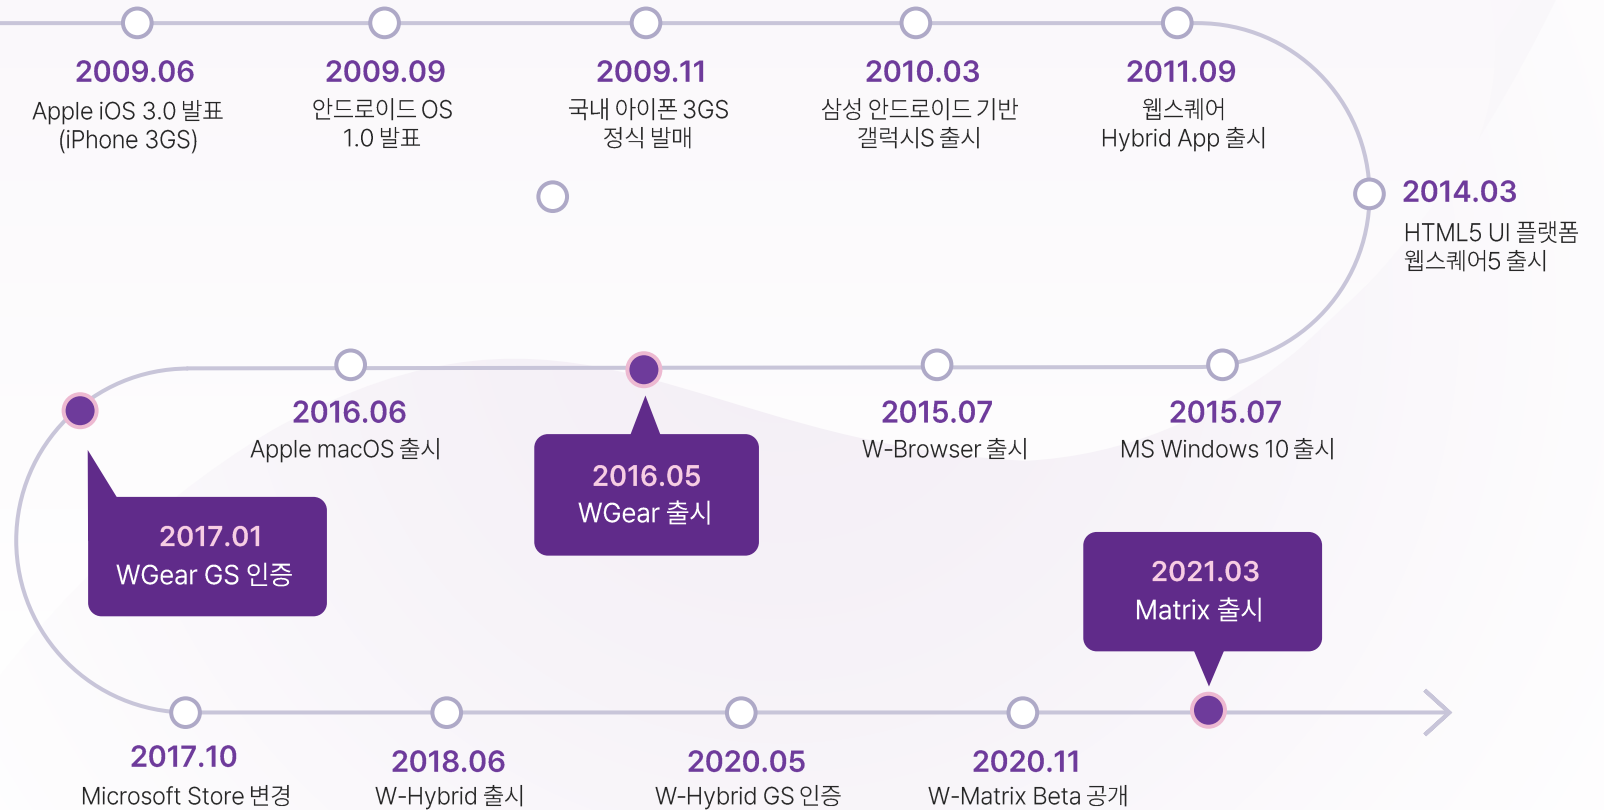 2009.06
Apple iOS 3.0 발표
(iPhone 3GS)
2009.09
안드로이드 OS
1.0 발표
2009.11
국내 아이폰 3GS
정식 발매
2010.03
삼성 안드로이드 기반
갤럭시S 출시
2011.09
웹스퀘어
Hybrid App 출시
2014.03
HTML5 UI 플랫폼
웹스퀘어5 출시
2015.07
MS Windows 10 출시
2015.07
W-Browser 출시
2016.05
WGear 출시
2016.06
Apple macOS 출시
2017.01
WGear GS 인증
2017.10
Microsoft Store 변경
2018.06
W-Hybrid 출시
2020.05
W-Hybrid GS 인증
2020.11
W-Matrix Beta 공개
2021.03
Matrix 출시